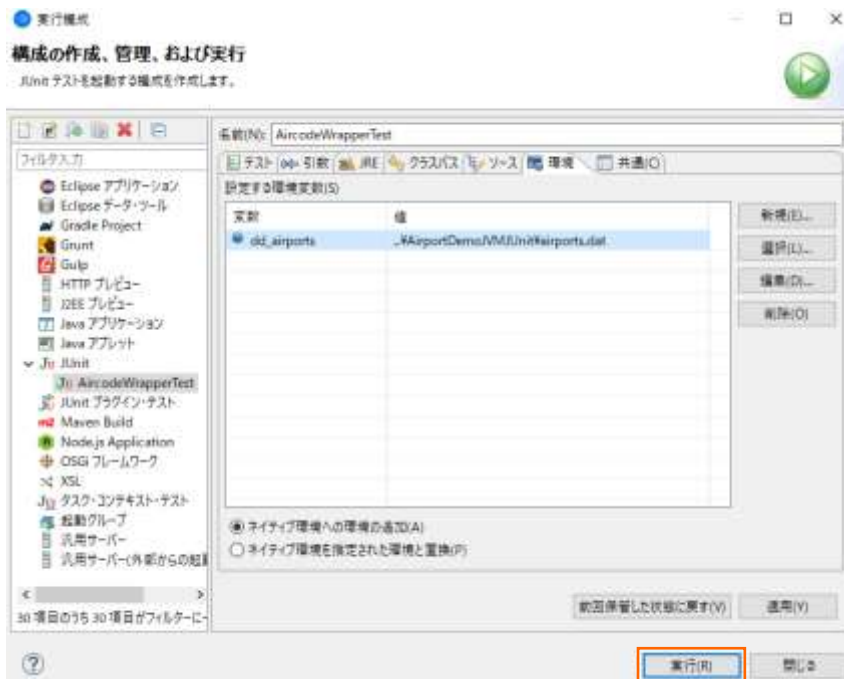 実行構成
構成の作成、管理、および実行
JUnit テストを起動する構成を作成します。
名前(N): AircodeWrapperTest
フィルタ入力
テスト 引数 JRE クラスパス ソース 環境 共通(C)
設定する環境変数(S)
変数 値
dd_airports ..¥AirportDemoJVMJUnit¥airports.dat
新規(E)...
選択(L)...
編集(D)...
削除(O)
Eclipse アプリケーション
Eclipse データ・ツール
Gradle Project
Grunt
Gulp
HTTP プレビュー
J2EE プレビュー
Java アプリケーション
Java アプレット
JUnit
AircodeWrapperTest
JUnit プラグイン・テスト
Maven Build
Node.js Application
OSGi フレームワーク
XSL
タスク・コンテキスト・テスト
起動グループ
汎用サーバー
汎用サーバー(外部からの起動
ネイティブ環境への環境の追加(A)
ネイティブ環境を指定された環境と置換(P)
30 項目のうち 30 項目がフィルターに一
前回保管した状態に戻す(V) 適用(Y)
実行(R) 閉じる